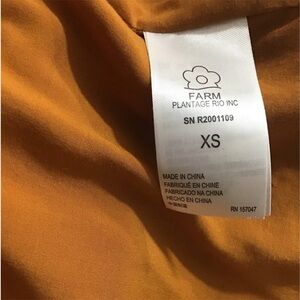 FARM
PLANTAGE RIO INC
SN R2001109
XS
MADE IN CHINA
FABRIQUÉ EN CHINE
FABRICADO NA CHINA
HECHO EN CHINA
RN 157047